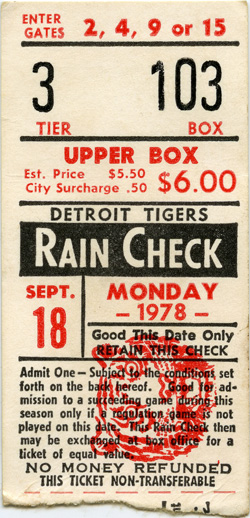 ENTER GATES 2, 4, 9 or 15
3 103
TIER BOX
UPPER BOX
Est. Price $5.50
City Surcharge .50 $6.00
DETROIT TIGERS
RAIN CHECK
SEPT. 18 MONDAY
- 1978 -
Good This Date Only
RETAIN THIS CHECK
Admit One— Subject to the conditions set
forth on the back hereof. Good for ad-
mission to a succeeding game during this
season only if a regulation game is not
played on this date. This Rain Check then
may be exchanged at box office for a
ticket of equal value.
NO MONEY REFUNDED
THIS TICKET NON-TRANSFERABLE